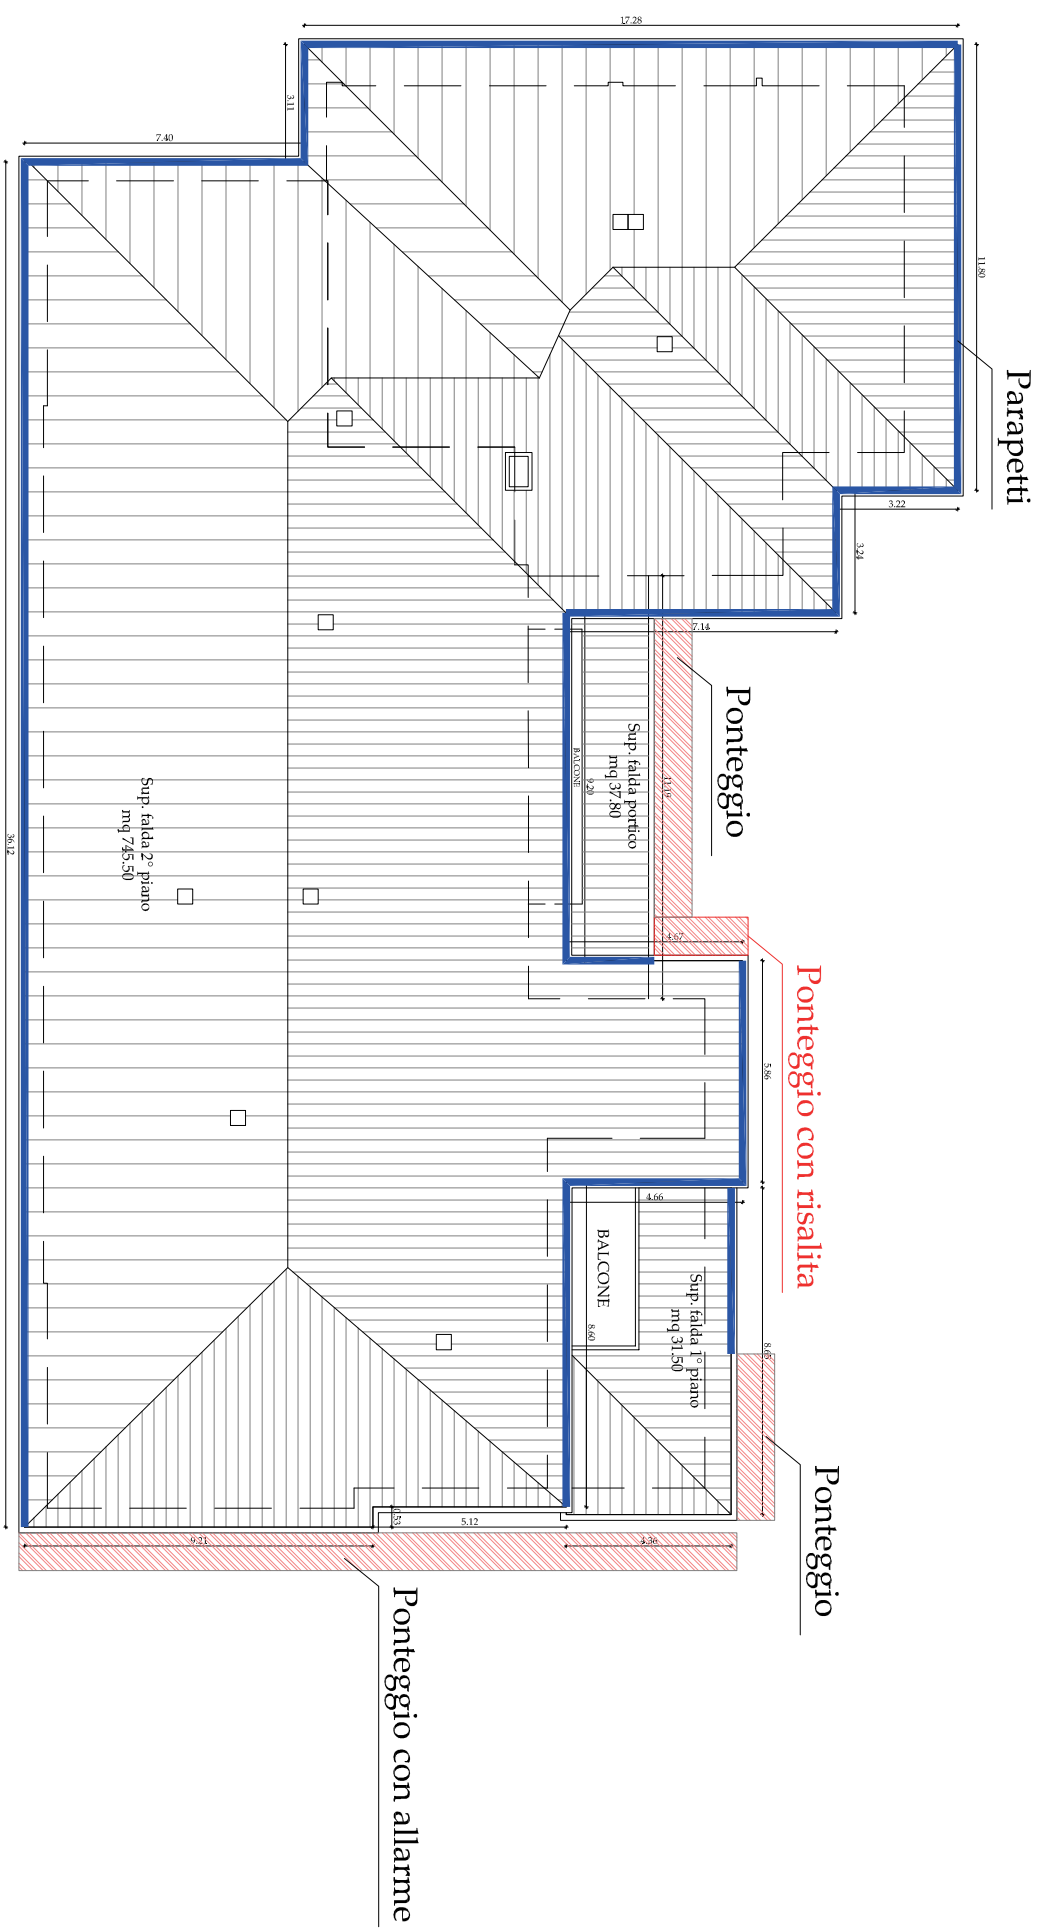 17.28
3.11
7.40
11.80
Parapetti
3.22
3.24
7.14
Ponteggio
Sup. falda portico
mq 37.80
BALCONE
9.20
11.19
Sup. falda 2° piano
mq 745.50
36.12
4.67
Ponteggio con risalita
5.86
4.66
BALCONE
Sup. falda 1° piano
mq 31.50
8.60
Ponteggio
0.53
5.12
9.21
4.36
Ponteggio con allarme